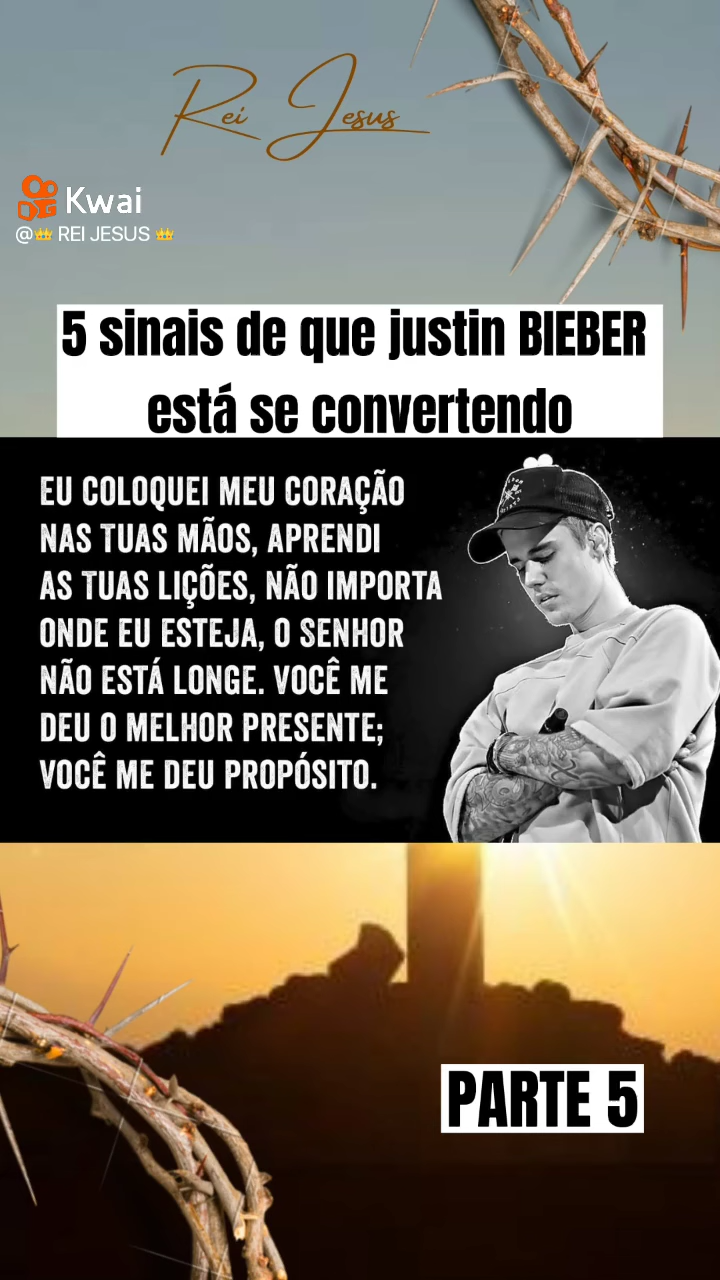 Rei Jesus
Kwai
@👑 REI JESUS 👑
5 sinais de que justin BIEBER
está se convertendo
EU COLOQUEI MEU CORAÇÃO
NAS TUAS MÃOS, APRENDI
AS TUAS LIÇÕES, NÃO IMPORTA
ONDE EU ESTEJA, O SENHOR
NÃO ESTÁ LONGE. VOCÊ ME
DEU O MELHOR PRESENTE;
VOCÊ ME DEU PROPÓSITO.
PARTE 5